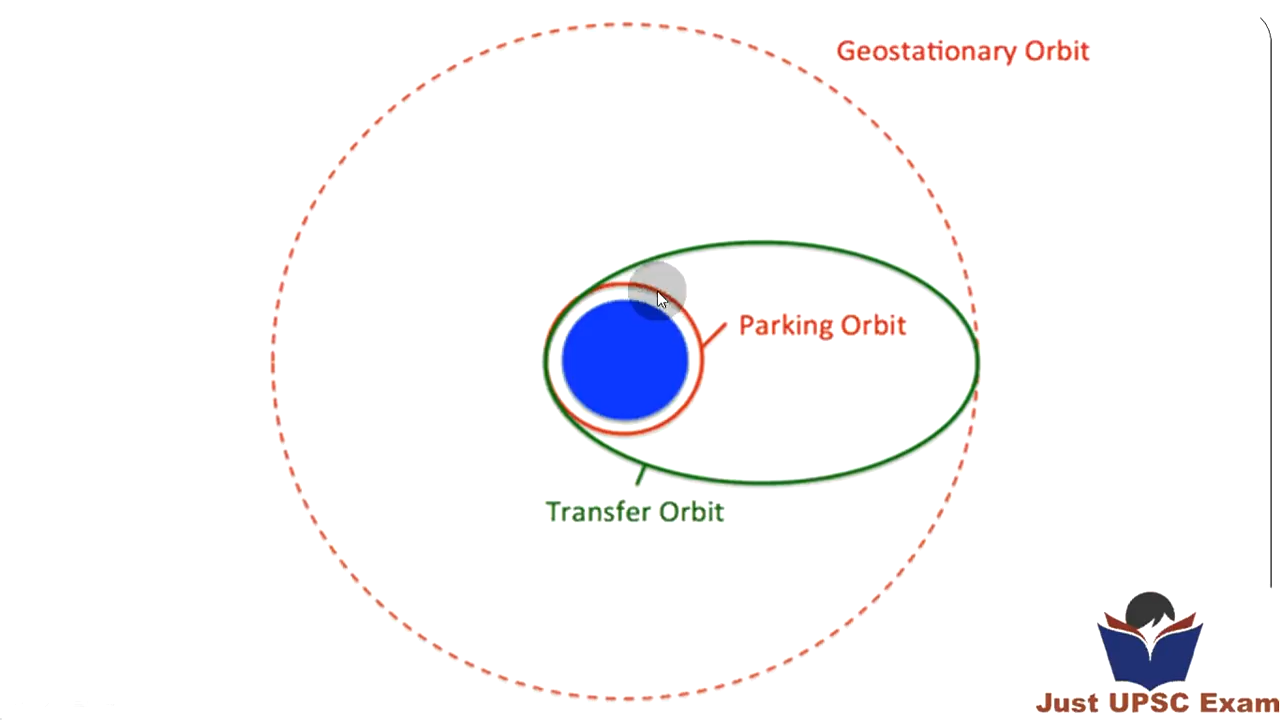 Geostationary Orbit
Parking Orbit
Transfer Orbit
Just UPSC Exam